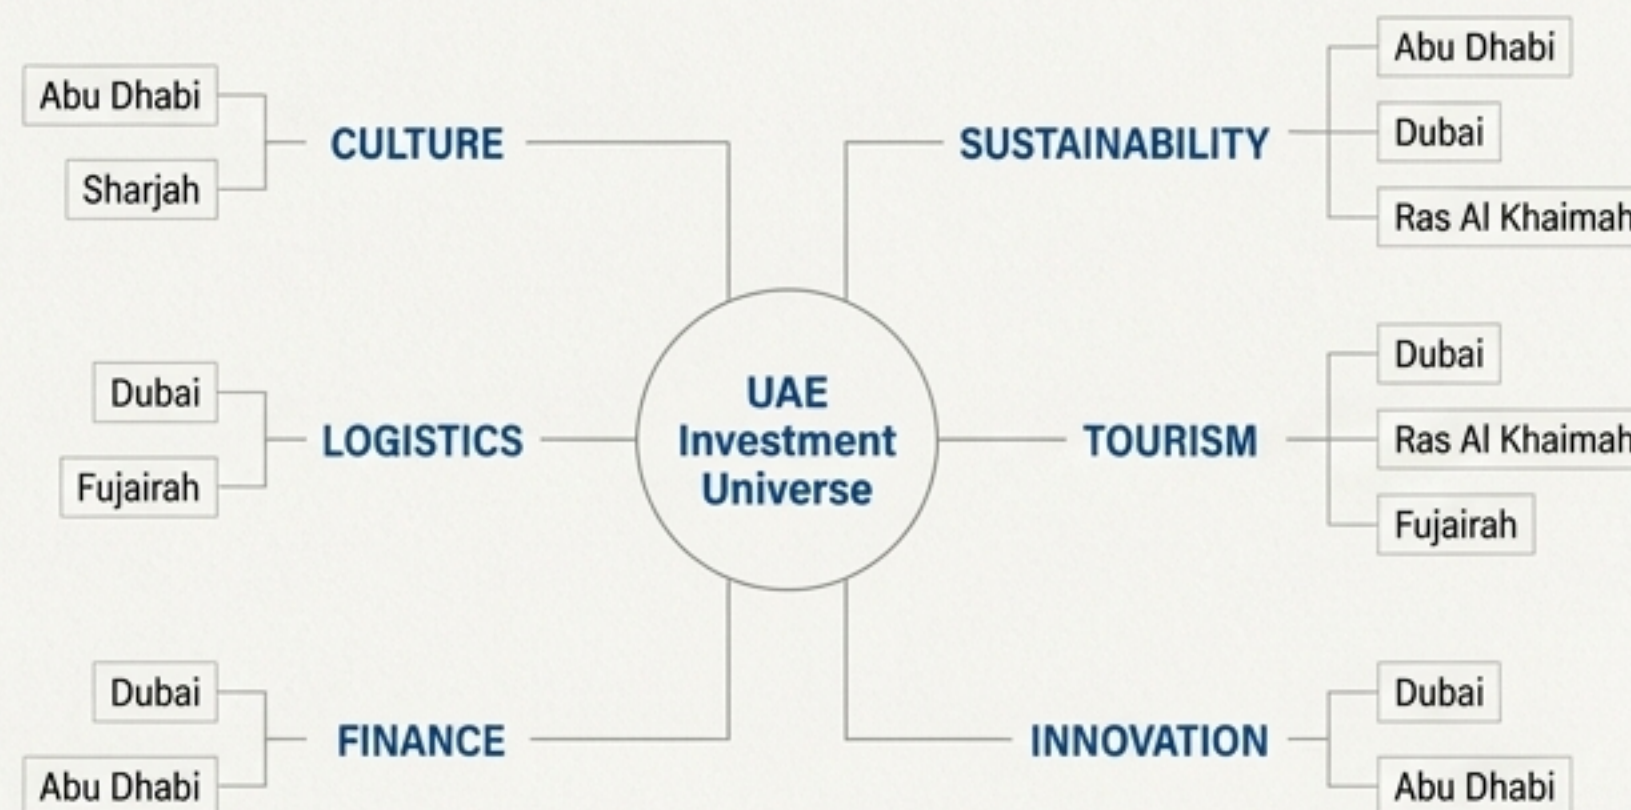 Abu Dhabi
Sharjah
CULTURE
Dubai
Fujairah
LOGISTICS
Dubai
Abu Dhabi
FINANCE
UAE
Investment
Universe
SUSTAINABILITY
Abu Dhabi
Dubai
Ras Al Khaimah
TOURISM
Dubai
Ras Al Khaimah
Fujairah
INNOVATION
Dubai
Abu Dhabi